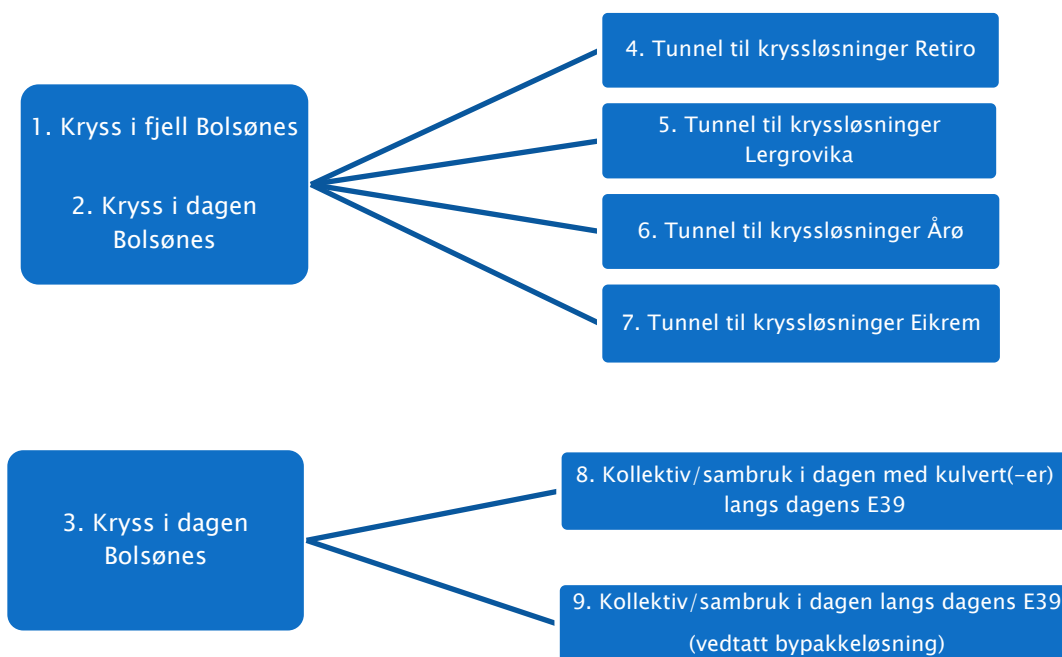 1. Kryss i fjell Bolsønes
2. Kryss i dagen
Bolsønes
4. Tunnel til kryssløsninger Retiro
5. Tunnel til kryssløsninger
Lergrovika
6. Tunnel til kryssløsninger Årø
7. Tunnel til kryssløsninger Eikrem
3. Kryss i dagen
Bolsønes
8. Kollektiv/sambruk i dagen med kulvert(-er)
langs dagens E39
9. Kollektiv/sambruk i dagen langs dagens E39
(vedtatt bypakkeløsning)